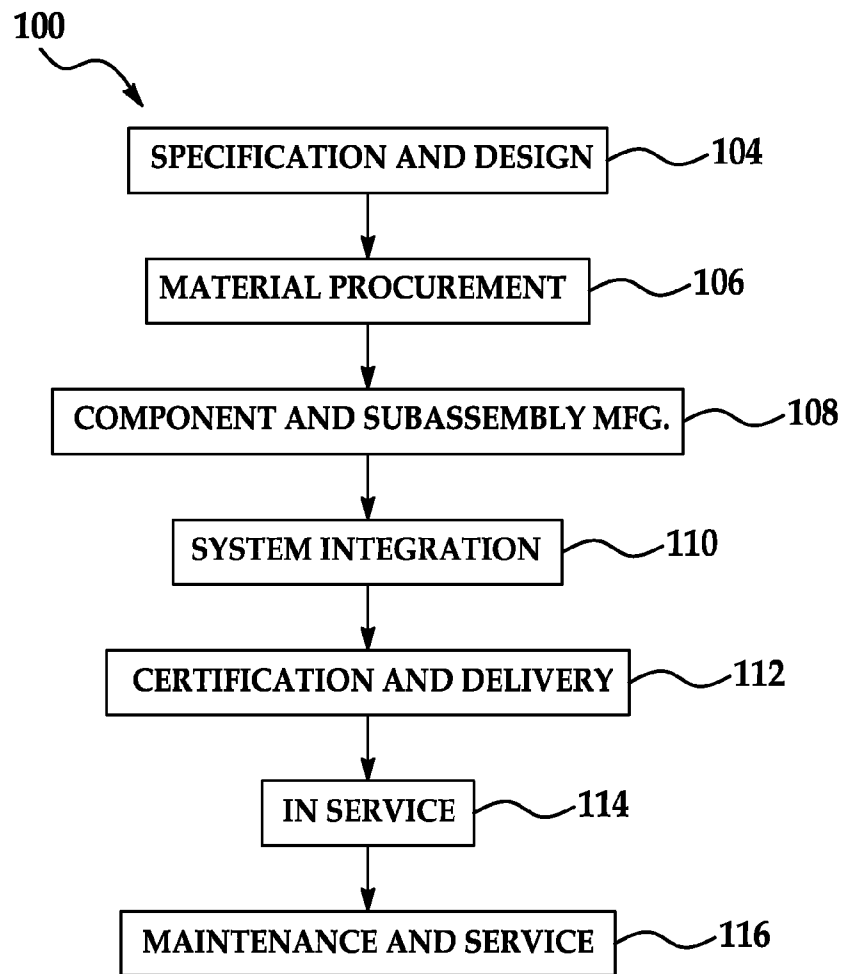 100
SPECIFICATION AND DESIGN
104
MATERIAL PROCUREMENT
106
COMPONENT AND SUBASSEMBLY MFG.
108
SYSTEM INTEGRATION
110
CERTIFICATION AND DELIVERY
112
IN SERVICE
114
MAINTENANCE AND SERVICE
116